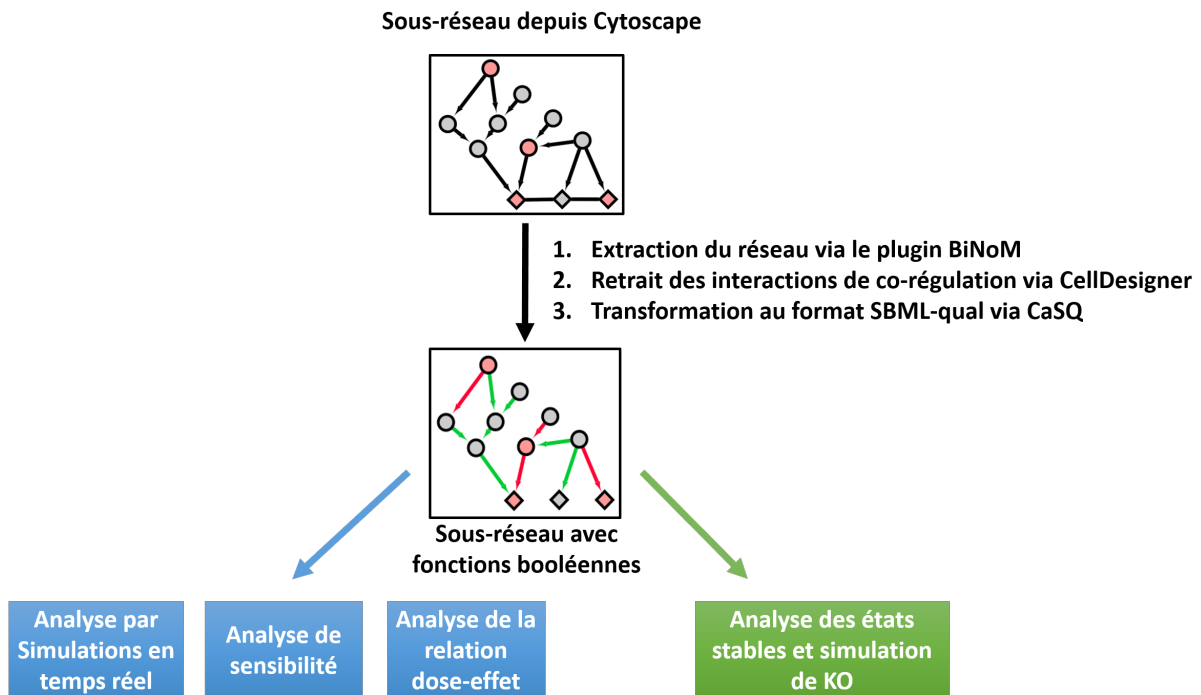 Sous-réseau depuis Cytoscape
1. Extraction du réseau via le plugin BiNoM
2. Retrait des interactions de co-régulation via CellDesigner
3. Transformation au format SBML-qual via CaSQ
Sous-réseau avec
fonctions booléennes
Analyse par
Simulations en
temps réel
Analyse de
sensibilité
Analyse de la
relation
dose-effet
Analyse des états
stables et simulation
de KO